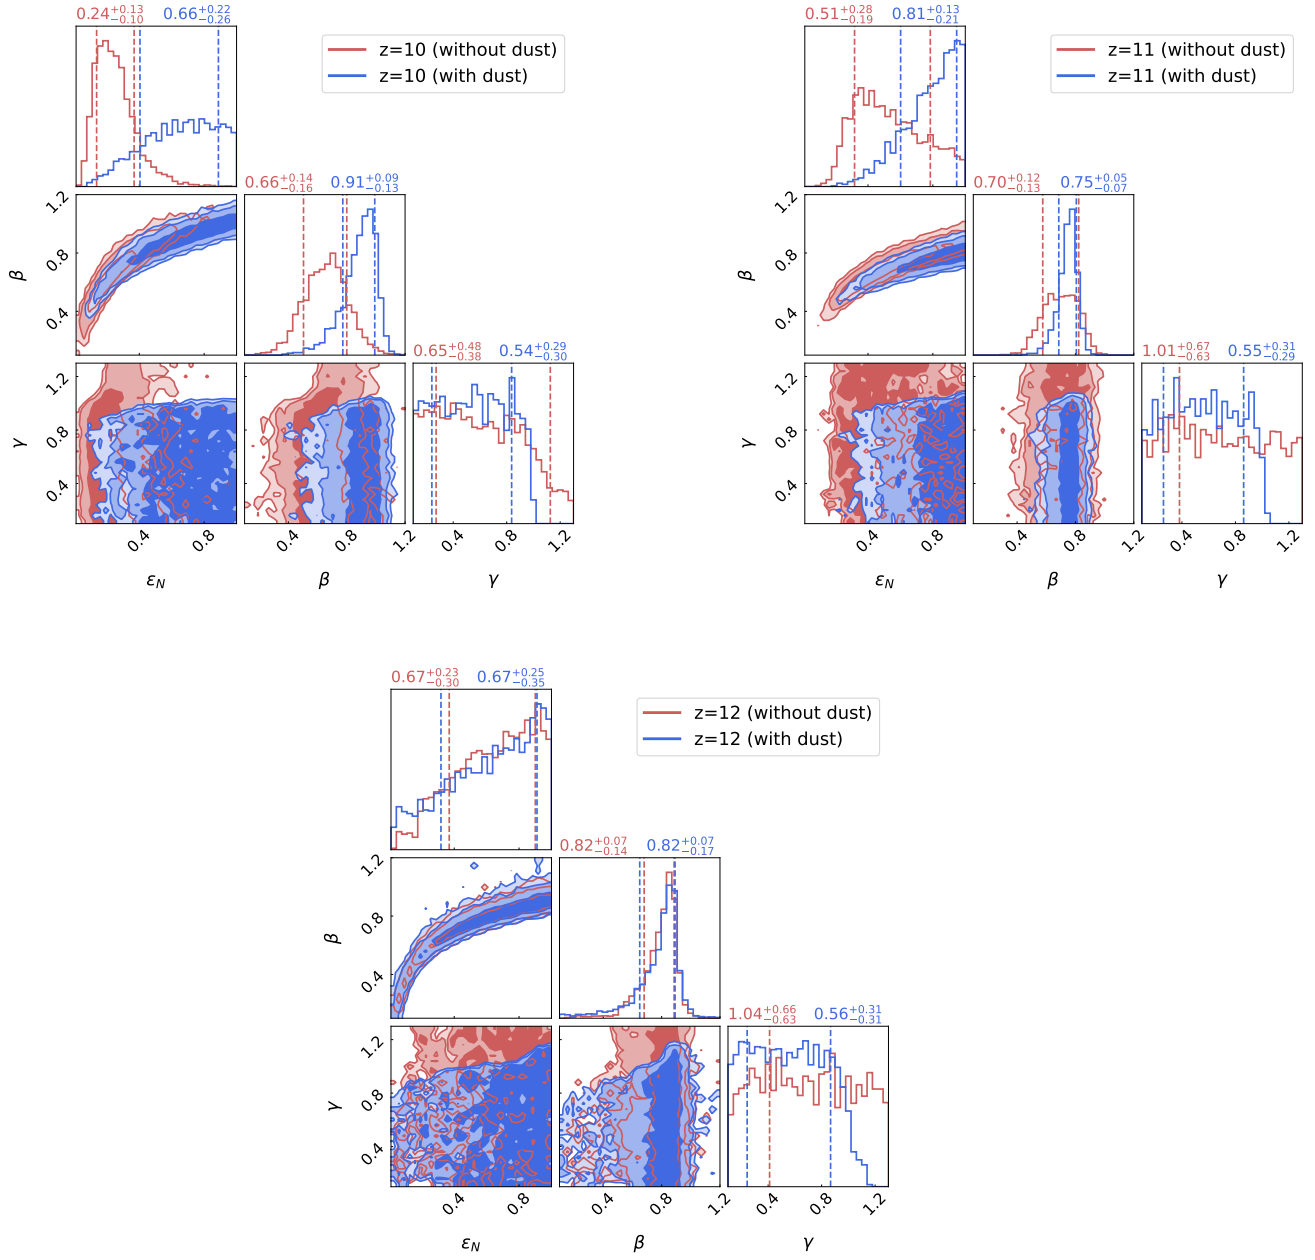 0.24+0.13−0.10 0.66+0.22−0.26
z=10 (without dust)
z=10 (with dust)
0.66+0.14−0.16 0.91+0.09−0.13
1.2
0.8
0.4
β
0.65+0.48−0.38 0.54+0.29−0.30
1.2
0.8
0.4
γ
0.4 0.8 0.4 0.8 1.2 0.4 0.8 1.2
εN β γ
0.51+0.28−0.19 0.81+0.13−0.21
z=11 (without dust)
z=11 (with dust)
0.70+0.12−0.13 0.75+0.05−0.07
1.2
0.8
0.4
β
1.01+0.67−0.63 0.55+0.31−0.29
1.2
0.8
0.4
γ
0.4 0.8 0.4 0.8 1.2 0.4 0.8 1.2
εN β γ
0.67+0.23−0.30 0.67+0.25−0.35
z=12 (without dust)
z=12 (with dust)
0.82+0.07−0.14 0.82+0.07−0.17
1.2
0.8
0.4
β
1.04+0.66−0.63 0.56+0.31−0.31
1.2
0.8
0.4
γ
0.4 0.8 0.4 0.8 1.2 0.4 0.8 1.2
εN β γ